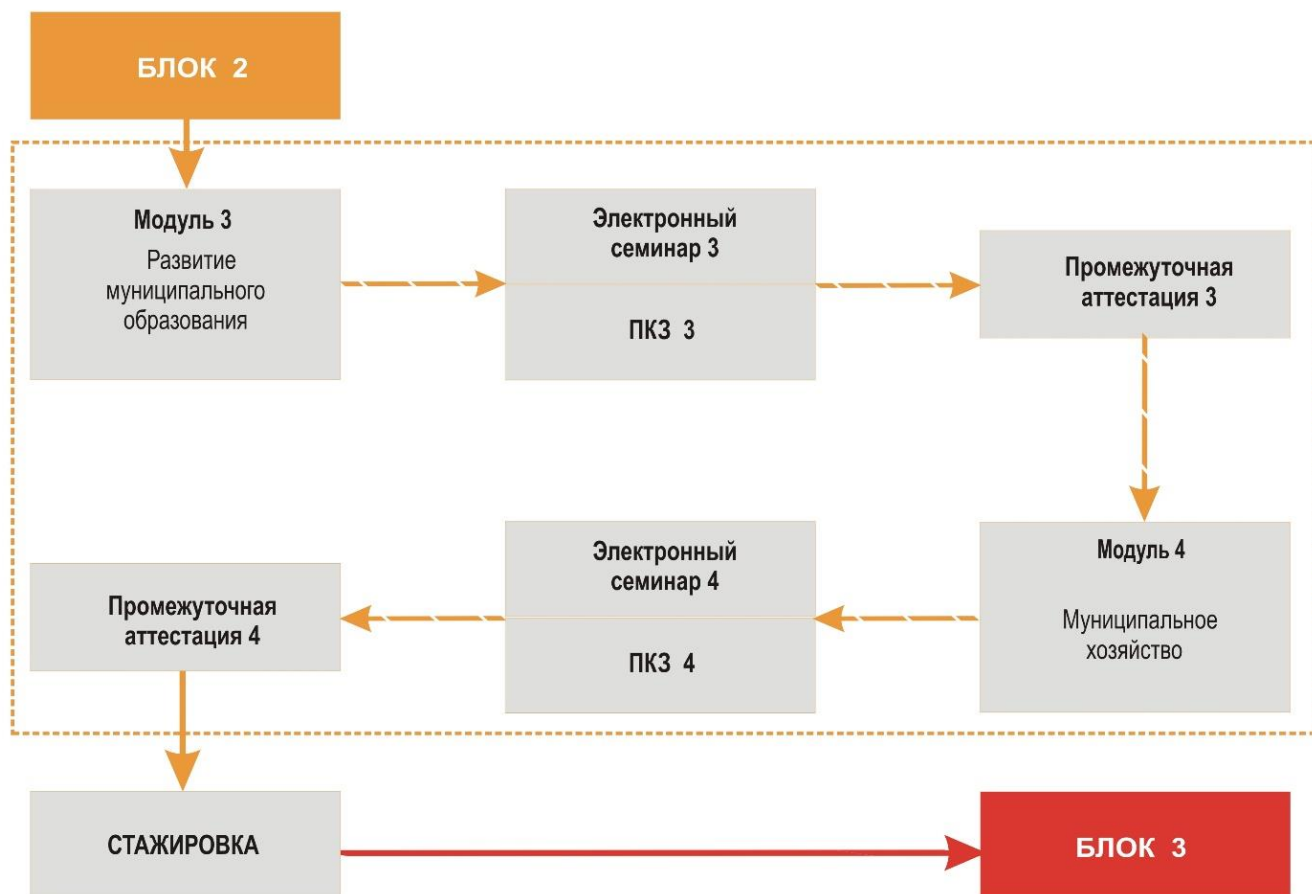 БЛОК 2
Модуль 3
Развитие
муниципального
образования
Электронный
семинар 3
ПКЗ 3
Промежуточная
аттестация 3
Модуль 4
Муниципальное
хозяйство
Электронный
семинар 4
ПКЗ 4
Промежуточная
аттестация 4
СТАЖИРОВКА
БЛОК 3